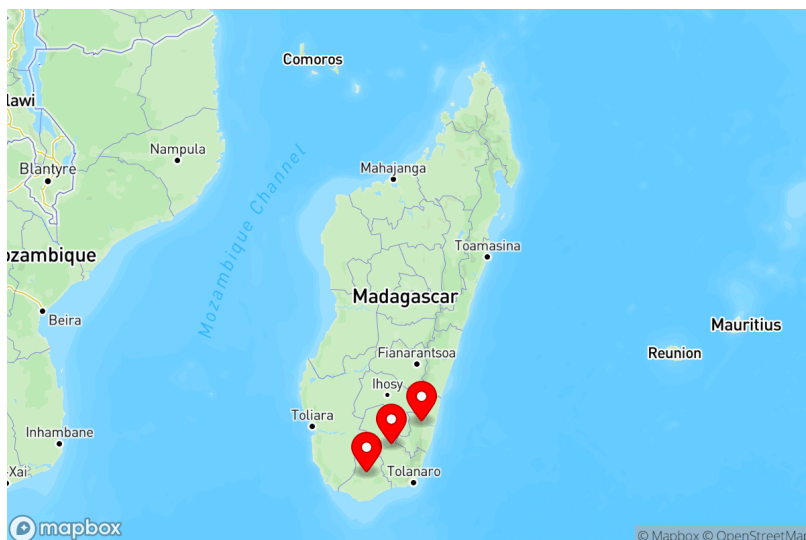 Comoros
lawi
Nampula
Blantyre
Mahajanga
Mozambique Channel
Toamasina
ozambique
Madagascar
Beira
Mauritius
Reunion
Fianarantsoa
Ihosy
Toliara
Inhambane
-Xai
Tolanaro
mapbox
© Mapbox © OpenStreetMa